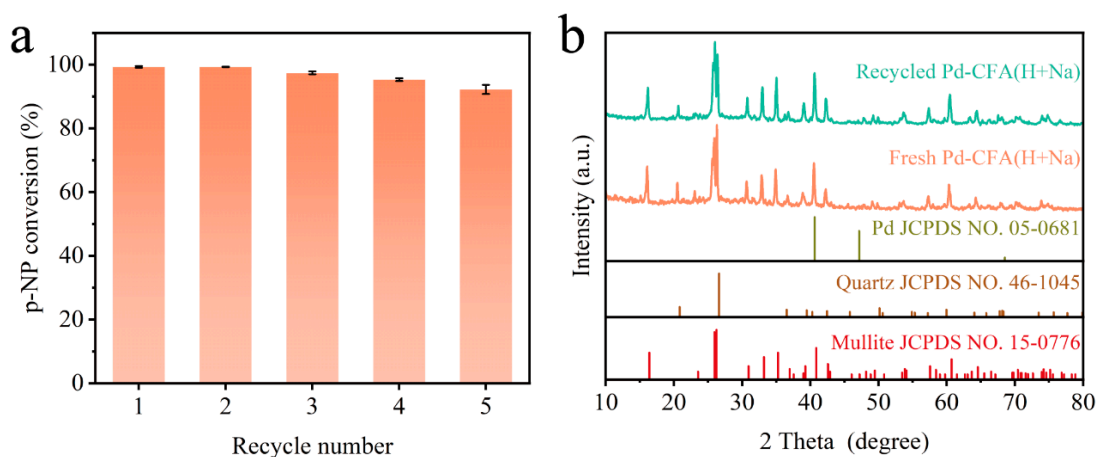 a
p-NP conversion (%)
100
80
60
40
20
0
1 2 3 4 5
Recycle number
b
Intensity (a.u.)
Recycled Pd-CFA(H+Na)
Fresh Pd-CFA(H+Na)
Pd JCPDS NO. 05-0681
Quartz JCPDS NO. 46-1045
Mullite JCPDS NO. 15-0776
10 20 30 40 50 60 70 80
2 Theta (degree)